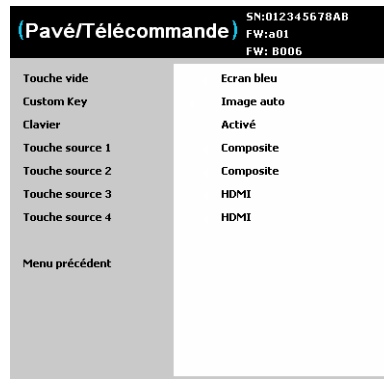 (Pavé/Télécommande)
SN:012345678AB
FW:a01
FW: B006
Touche vide Ecran bleu
Custom Key Image auto
Clavier Activé
Touche source 1 Composite
Touche source 2 Composite
Touche source 3 HDMI
Touche source 4 HDMI
Menu précédent